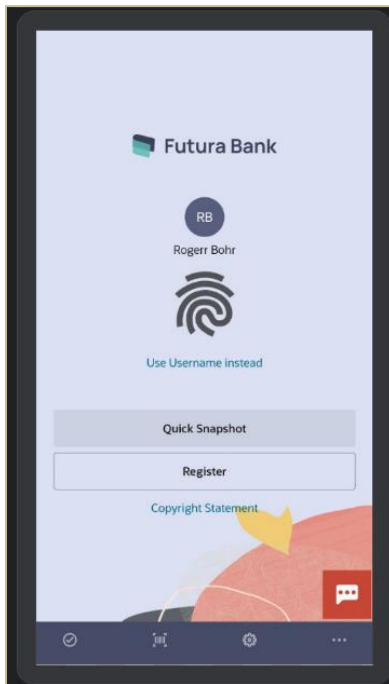 Futura Bank
RB
Rogerr Bohr
Use Username instead
Quick Snapshot
Register
Copyright Statement